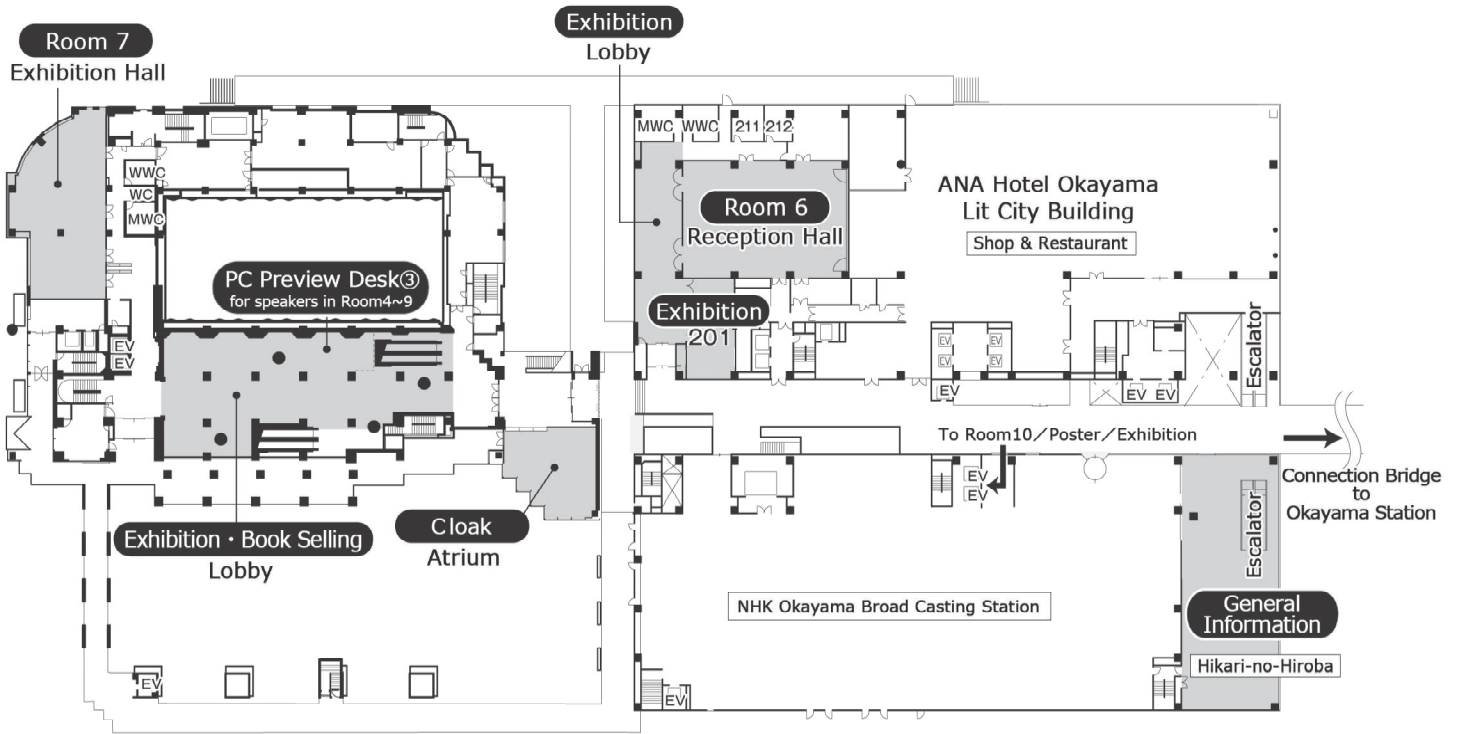 Exhibition
Lobby
Room 7
Exhibition Hall
MWC
WWC
211
212
WWC
WC
MWC
ANA Hotel Okayama
Lit City Building
Shop & Restaurant
Room 6
Reception Hall
PC Preview Desk③
for speakers in Room4~9
Exhibition
201
EV
EV
EV
EV
EV
EV
EV
EV
EV
Escalator
To Room10／Poster／Exhibition
EV
EV
Connection Bridge
to
Okayama Station
Escalator
Exhibition・Book Selling
Lobby
Cloak
Atrium
NHK Okayama Broad Casting Station
General
Information
Hikari-no-Hiroba
EV
EV